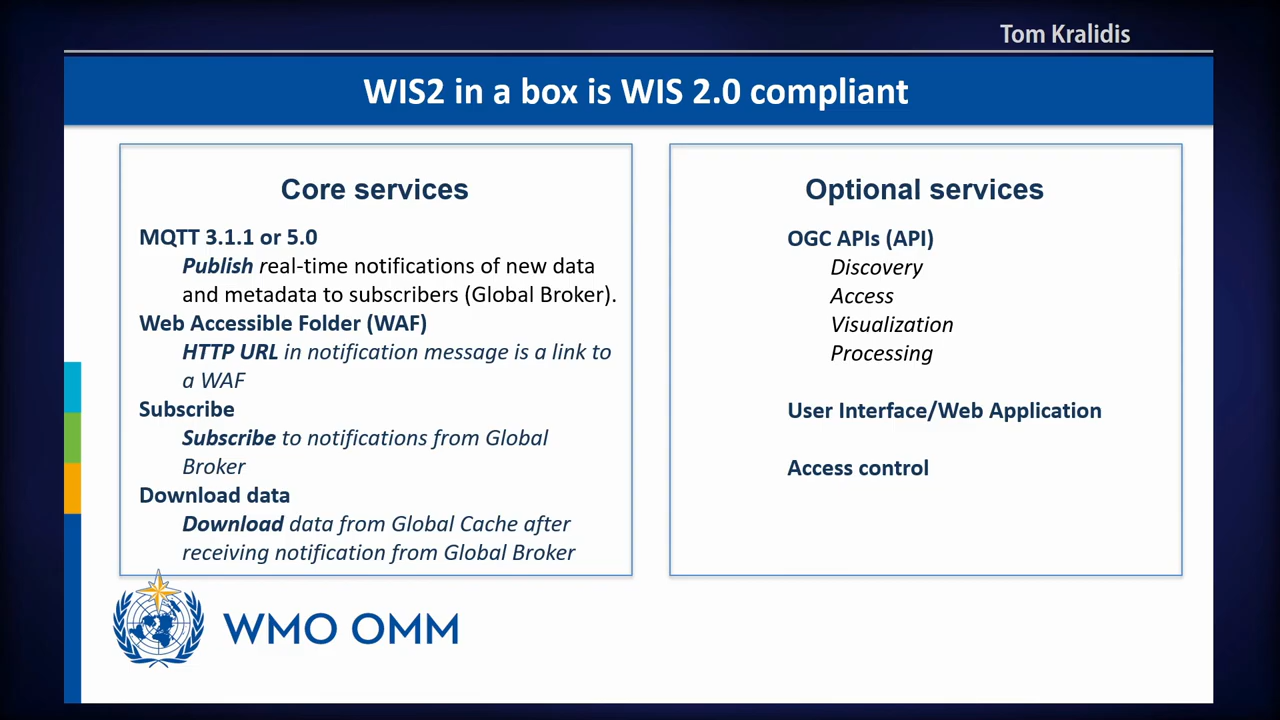 Tom Kralidis
WIS2 in a box is WIS 2.0 compliant
Core services
MQTT 3.1.1 or 5.0
Publish real-time notifications of new data
and metadata to subscribers (Global Broker).
Web Accessible Folder (WAF)
HTTP URL in notification message is a link to
a WAF
Subscribe
Subscribe to notifications from Global
Broker
Download data
Download data from Global Cache after
receiving notification from Global Broker
Optional services
OGC APIs (API)
Discovery
Access
Visualization
Processing
User Interface/Web Application
Access control
WMO OMM